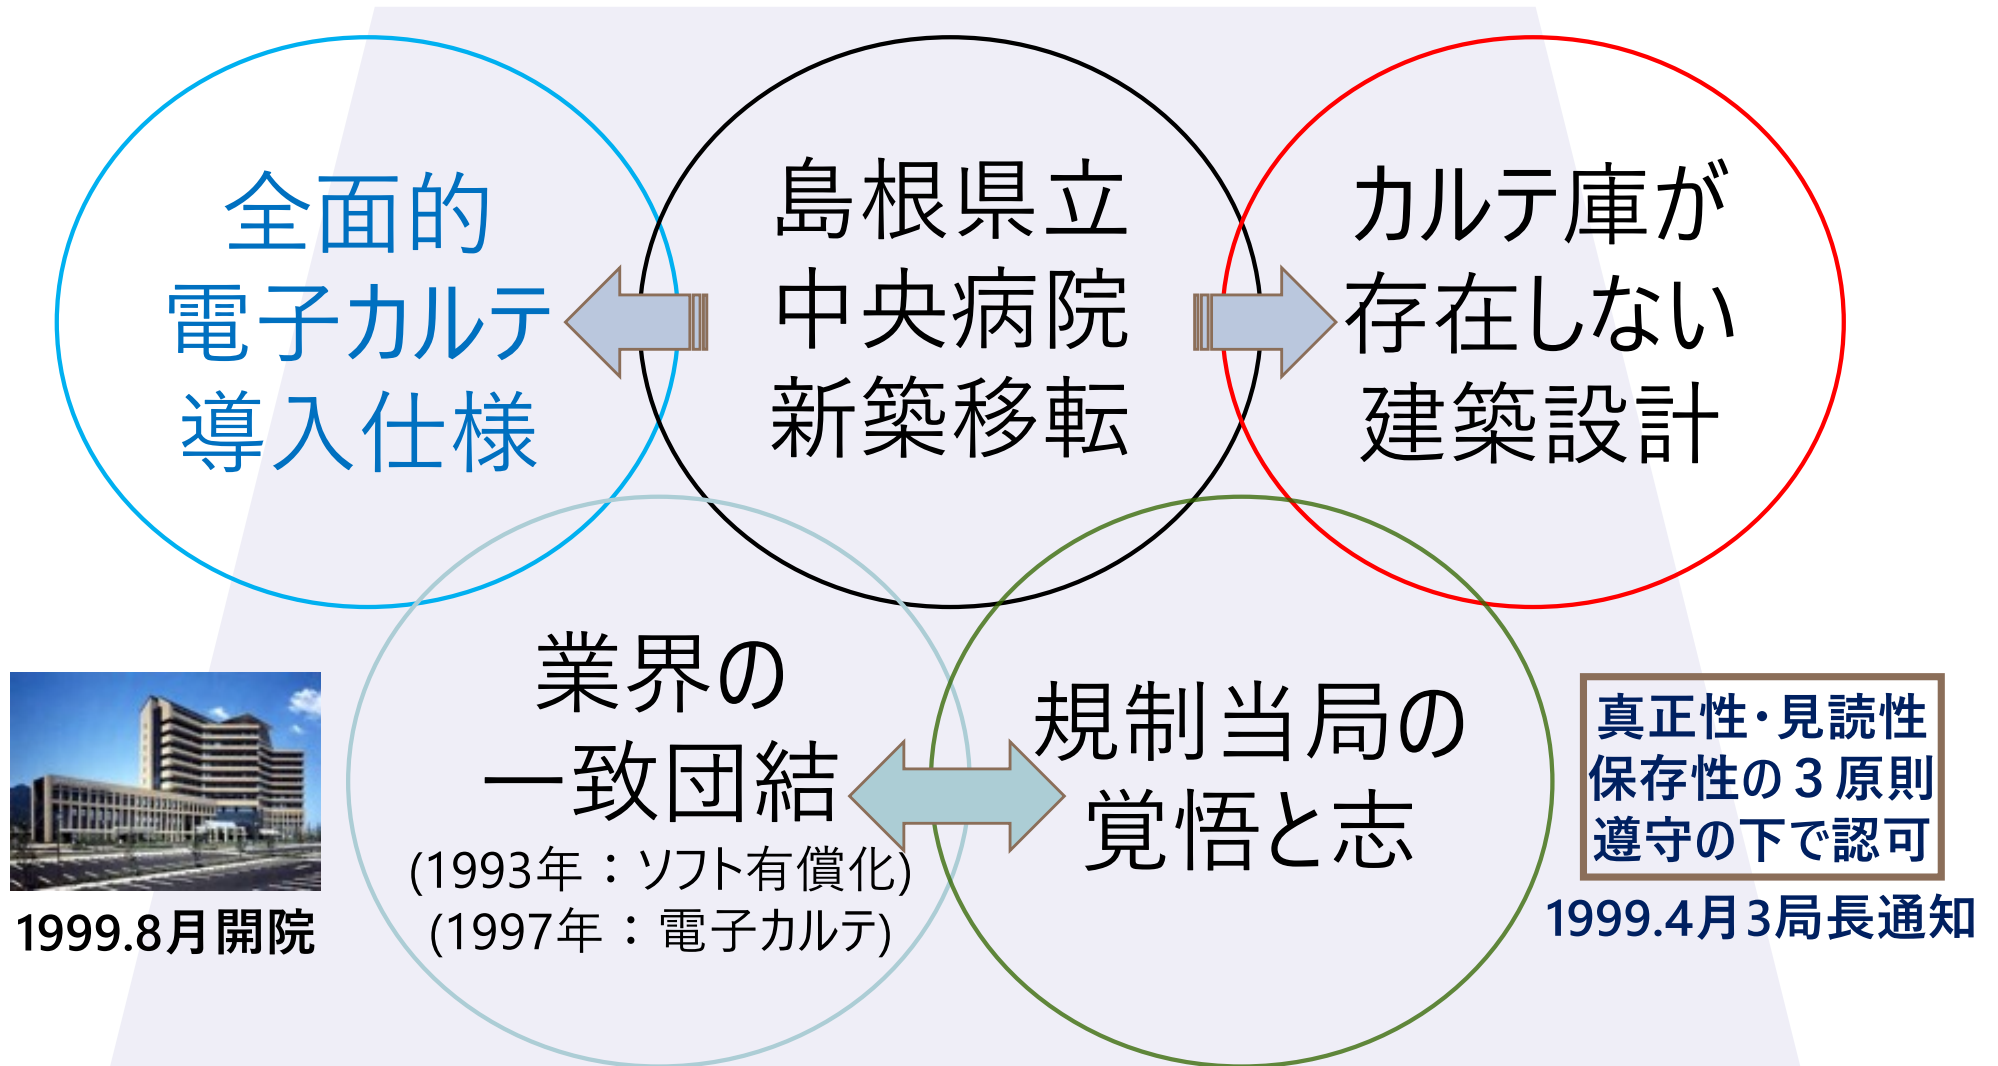 全面的
電子カルテ
導入仕様
島根県立
中央病院
新築移転
カルテ庫が
存在しない
建築設計
業界の
一致団結
(1993年：ソフト有償化)
(1997年：電子カルテ)
規制当局の
覚悟と志
1999.8月開院
真正性・見読性
保存性の３原則
遵守の下で認可
1999.4月3局長通知